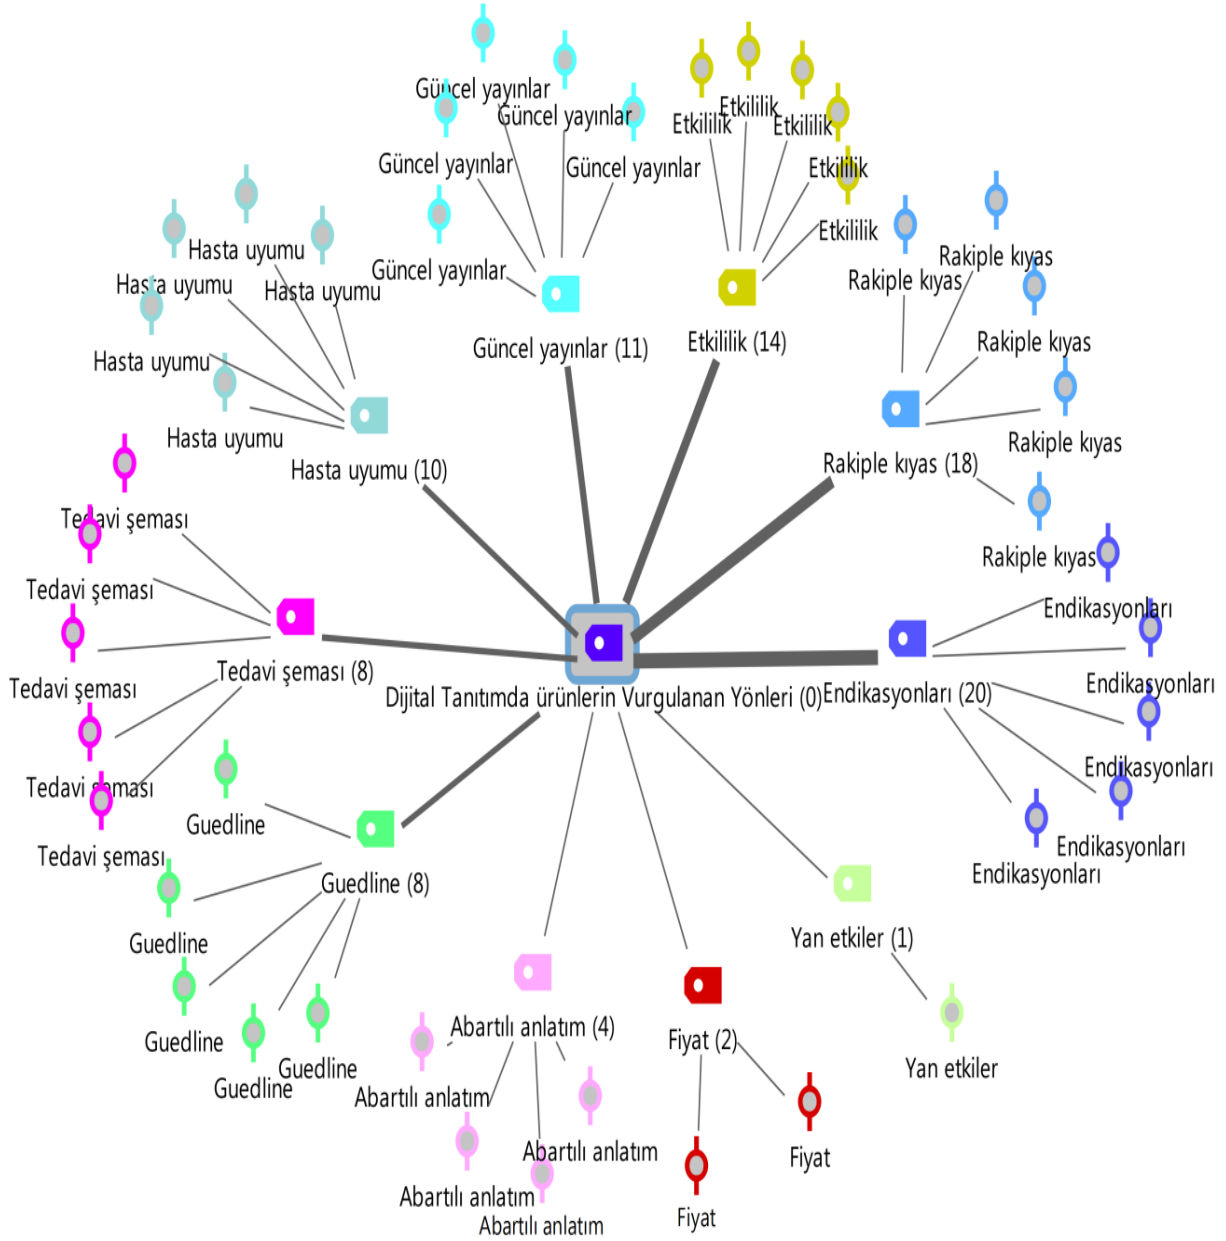 Güncel yayınlar
Güncel yayınlar
Güncel yayınlar
Güncel yayınlar
Güncel yayınlar
Güncel yayınlar (11)
Etkililik
Etkililik
Etkililik
Etkililik
Etkililik
Etkililik (14)
Rakiple kıyas
Rakiple kıyas
Rakiple kıyas
Rakiple kıyas
Rakiple kıyas
Rakiple kıyas (18)
Hasta uyumu
Hasta uyumu
Hasta uyumu
Hasta uyumu
Hasta uyumu
Hasta uyumu (10)
Tedavi şeması
Tedavi şeması
Tedavi şeması
Tedavi şeması
Tedavi şeması
Tedavi şeması (8)
Dijital Tanıtımda ürünlerin Vurgulanan Yönleri (0)
Endikasyonları (20)
Endikasyonları
Endikasyonları
Endikasyonları
Endikasyonları
Endikasyonları
Guedline
Guedline (8)
Guedline
Guedline
Guedline
Guedline
Yan etkiler (1)
Yan etkiler
Abartılı anlatım (4)
Abartılı anlatım
Abartılı anlatım
Abartılı anlatım
Abartılı anlatım
Fiyat (2)
Fiyat
Fiyat